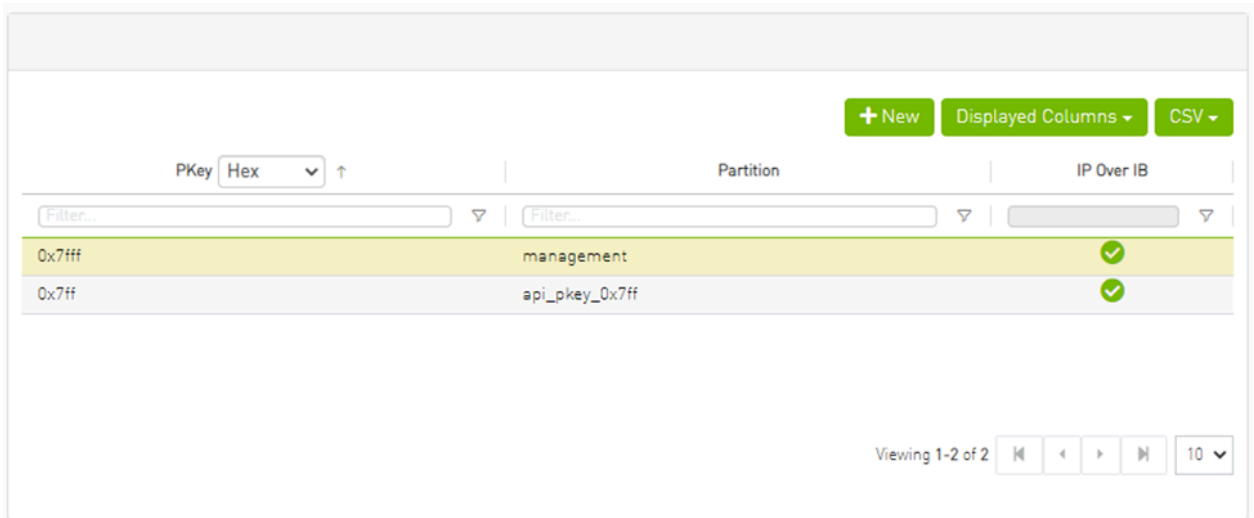 + New Displayed Columns CSV
PKey Hex ↑ Partition IP Over IB
Filter... Filter...
0x7fff management
0x7ff api_pkey_0x7ff
Viewing 1-2 of 2 10